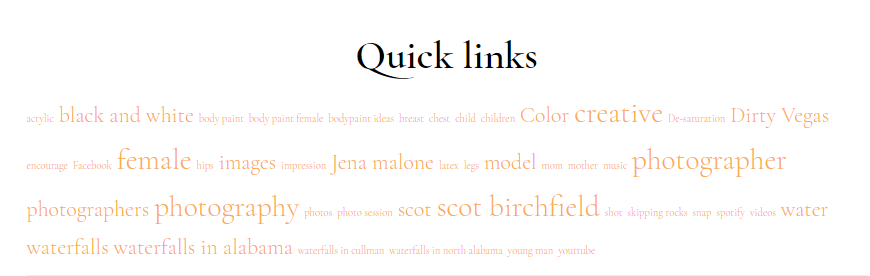 Quick links
acrylic black and white body paint body paint female bodypaint ideas breast chest child children Color creative De-saturation Dirty Vegas
encourage Facebook female hips images impression Jena malone latex legs model mom mother music photographer
photographers photography photos photo session scot scot birchfield shot skipping rocks snap spotify videos water
waterfalls waterfalls in alabama waterfalls in cullman waterfalls in north alabama young man youtube